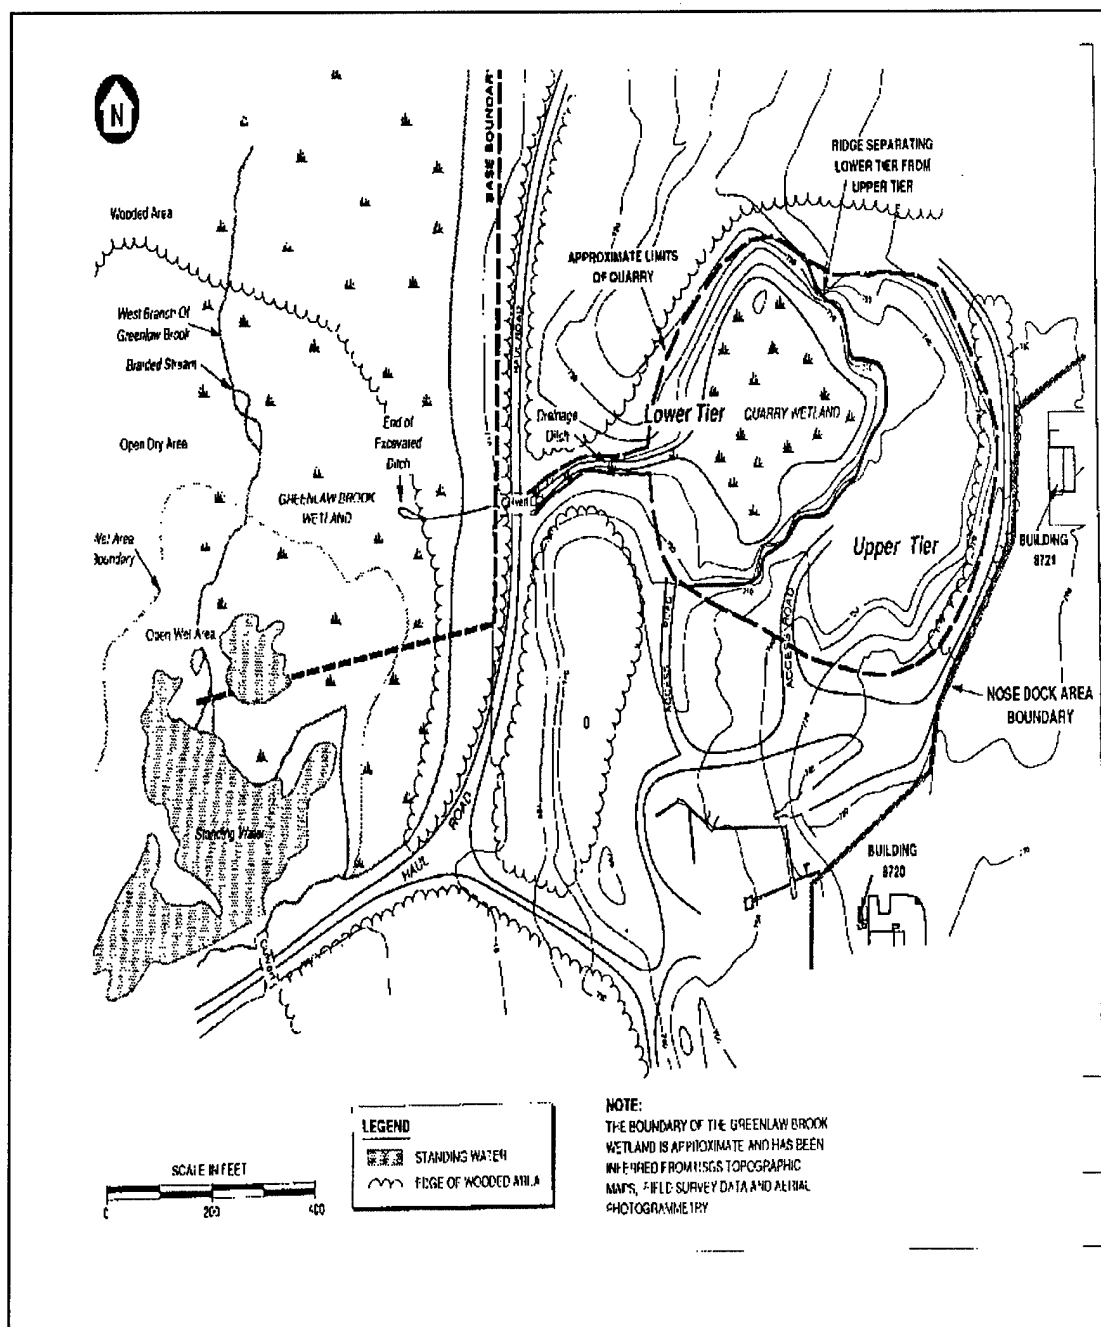 N
BASE BOUNDARY
RIDGE SEPARATING
LOWER TIER FROM
UPPER TIER
Wooded Area
APPROXIMATE LIMITS
OF QUARRY
West Branch Of
Greenlaw Brook
HAUL ROAD
Braided Stream
Lower Tier
QUARRY WETLAND
Drainage
Ditch
End of
Excavated
Ditch
Open Dry Area
GREENLAW BROOK
WETLAND
Upper Tier
BUILDING
8721
Wet Area
Boundary
ACCESS
ACCESS ROAD
Open Wet Area
NOSE DOCK AREA
BOUNDARY
Standing Water
HAUL ROAD
BUILDING
8720
LEGEND
STANDING WATER
EDGE OF WOODED AREA
NOTE:
THE BOUNDARY OF THE GREENLAW BROOK
WETLAND IS APPROXIMATE AND HAS BEEN
INFERRED FROM USGS TOPOGRAPHIC
MAPS, FIELD SURVEY DATA AND AERIAL
PHOTOGRAMMETRY
SCALE IN FEET
0 200 400